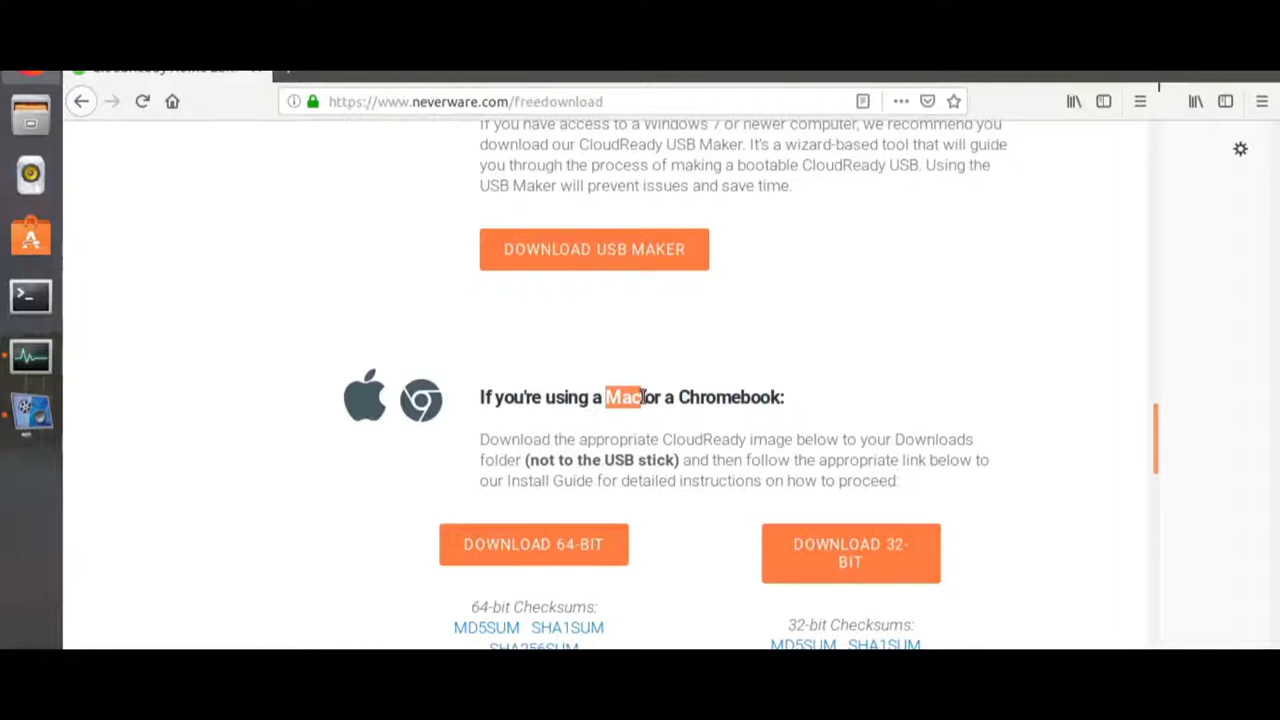 https://www.neverware.com/freedownload
If you have access to a Windows 7 or newer computer, we recommend you
download our CloudReady USB Maker. It's a wizard-based tool that will guide
you through the process of making a bootable CloudReady USB. Using the
USB Maker will prevent issues and save time.
DOWNLOAD USB MAKER
If you're using a Mac or a Chromebook:
Download the appropriate CloudReady image below to your Downloads
folder (not to the USB stick) and then follow the appropriate link below to
our Install Guide for detailed instructions on how to proceed:
DOWNLOAD 64-BIT
DOWNLOAD 32-
BIT
64-bit Checksums:
MD5SUM SHA1SUM
SHA256SUM
32-bit Checksums:
MD5SUM SHA1SUM